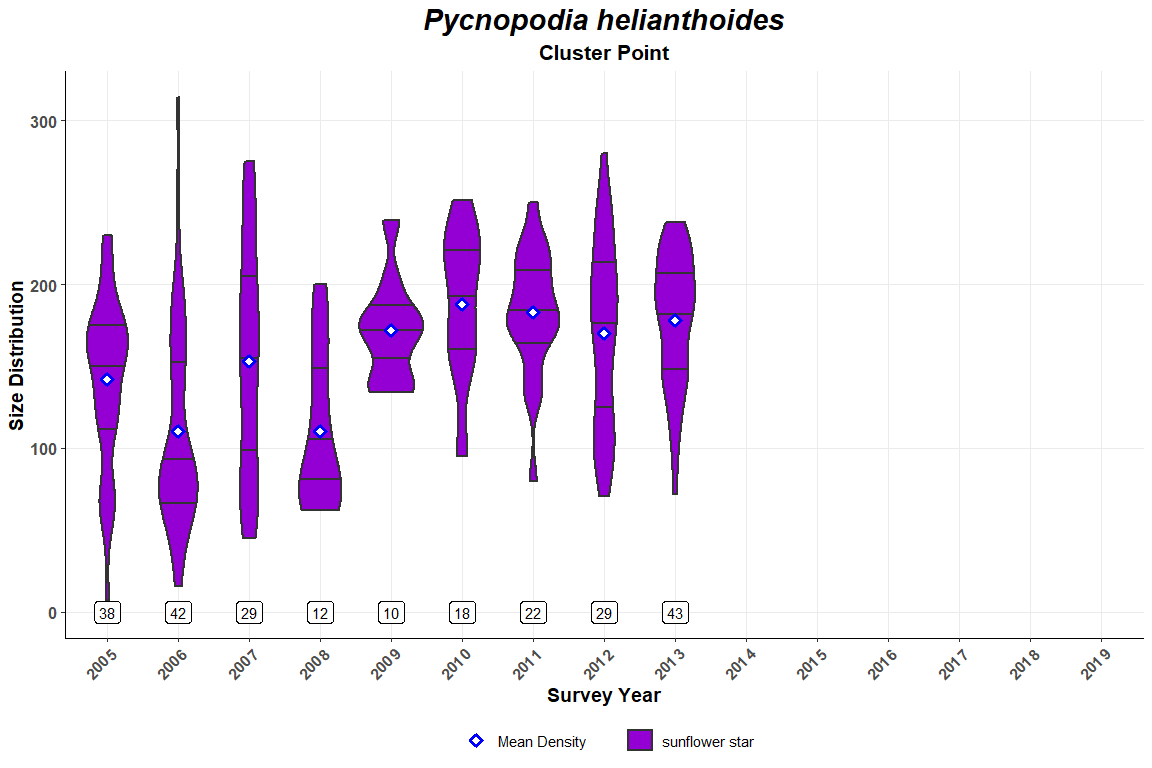 Pycnopodia helianthoides
Cluster Point
Size Distribution
300
200
100
0
38 42 29 12 10 18 22 29 43
2005 2006 2007 2008 2009 2010 2011 2012 2013 2014 2015 2016 2017 2018 2019
Survey Year
Mean Density sunflower star